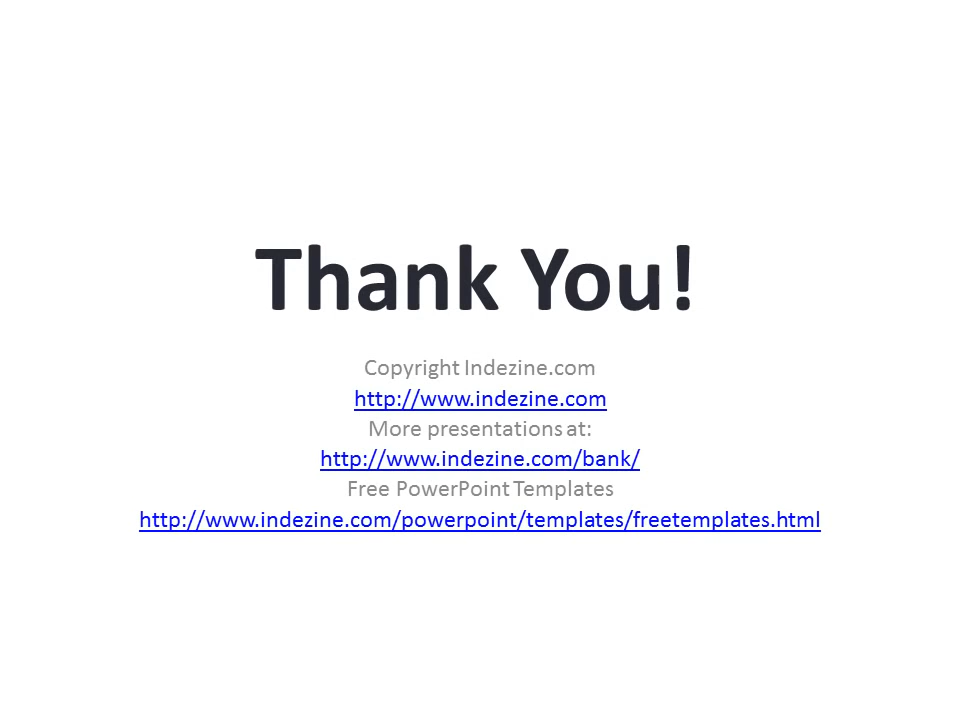 Thank You!
Copyright Indezine.com
http://www.indezine.com
More presentations at:
http://www.indezine.com/bank/
Free PowerPoint Templates
http://www.indezine.com/powerpoint/templates/freetemplates.html